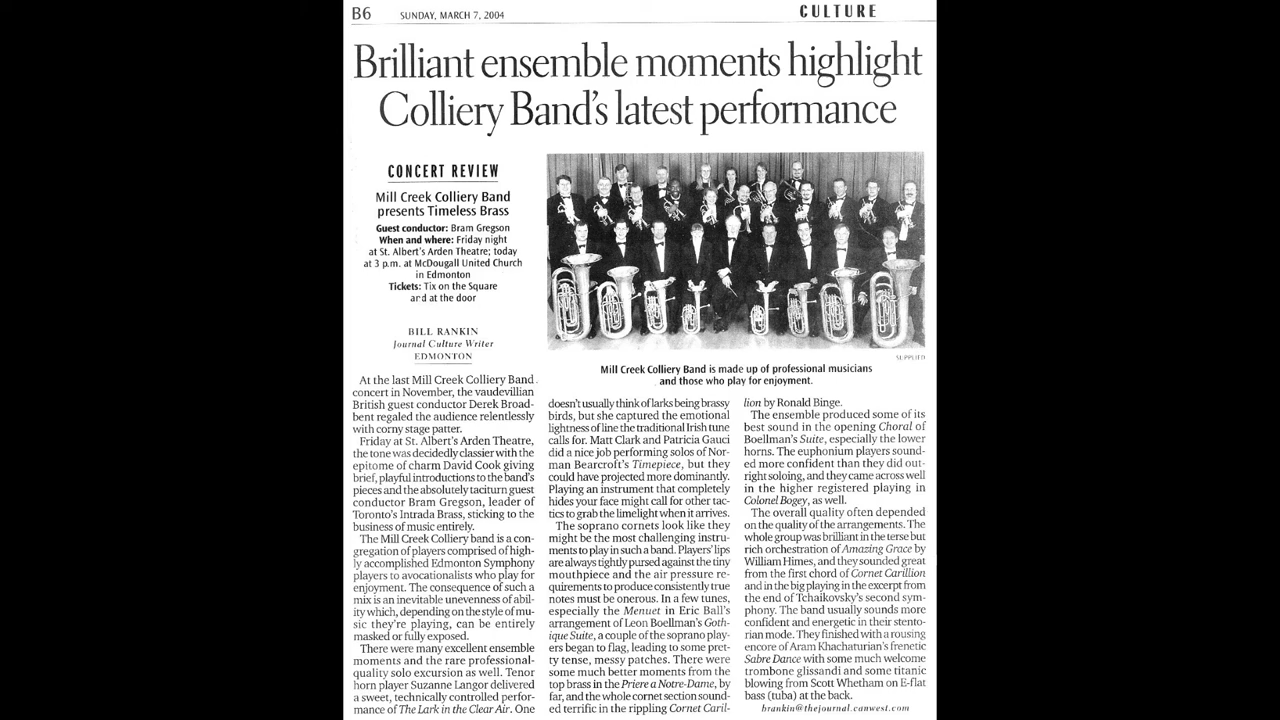 B6
SUNDAY, MARCH 7, 2004
CULTURE
Brilliant ensemble moments highlight
Colliery Band's latest performance
CONCERT REVIEW
Mill Creek Colliery Band
presents Timeless Brass
Guest conductor: Bram Gregson
When and where: Friday night
at St. Albert's Arden Theatre; today
at 3 p.m. at McDougall United Church
in Edmonton
Tickets: Tix on the Square
and at the door
BILL RANKIN
Journal Culture Writer
EDMONTON
At the last Mill Creek Colliery Band
concert in November, the vaudevillian
British guest conductor Derek Broad-
bent regaled the audience relentlessly
with corny stage patter.
Friday at St. Albert's Arden Theatre,
the tone was decidedly classier with the
epitome of charm David Cook giving
brief, playful introductions to the band's
pieces and the absolutely taciturn guest
conductor Bram Gregson, leader of
Toronto's Intrada Brass, sticking to the
business of music entirely.
The Mill Creek Colliery band is a con-
gregation of players comprised of high-
ly accomplished Edmonton Symphony
players to avocationalists who play for
enjoyment. The consequence of such a
mix is an inevitable unevenness of abil-
ity which, depending on the style of mu-
sic they're playing, can be entirely
masked or fully exposed.
There were many excellent ensemble
moments and the rare professional-
quality solo excursion as well. Tenor
horn player Suzanne Langor delivered
a sweet, technically controlled perfor-
mance of The Lark in the Clear Air. One
SUPPLIED
Mill Creek Colliery Band is made up of professional musicians
and those who play for enjoyment.
doesn't usually think of larks being brassy
birds, but she captured the emotional
lightness of line the traditional Irish tune
calls for. Matt Clark and Patricia Gauci
did a nice job performing solos of Nor-
man Bearcroft's Timepiece, but they
could have projected more dominantly.
Playing an instrument that completely
hides your face might call for other tac-
tics to grab the limelight when it arrives.
The soprano cornets look like they
might be the most challenging instru-
ments to play in such a band. Players' lips
are always tightly pursed against the tiny
mouthpiece and the air pressure re-
quirements to produce consistently true
notes must be onerous. In a few tunes,
especially the Menuet in Eric Ball's
arrangement of Leon Boellman's Goth-
ique Suite, a couple of the soprano play-
ers began to flag, leading to some pret-
ty tense, messy patches. There were
some much better moments from the
top brass in the Priere a Notre-Dame, by
far, and the whole cornet section sound-
ed terrific in the rippling Cornet Caril-
lion by Ronald Binge.
The ensemble produced some of its
best sound in the opening Choral of
Boellman's Suite, especially the lower
horns. The euphonium players sound-
ed more confident than they did out-
right soloing, and they came across well
in the higher registered playing in
Colonel Bogey, as well.
The overall quality often depended
on the quality of the arrangements. The
whole group was brilliant in the terse but
rich orchestration of Amazing Grace by
William Himes, and they sounded great
from the first chord of Cornet Carillion
and in the big playing in the excerpt from
the end of Tchaikovsky's second sym-
phony. The band usually sounds more
confident and energetic in their stento-
rian mode. They finished with a rousing
encore of Aram Khachaturian's frenetic
Sabre Dance with some much welcome
trombone glissandi and some titanic
blowing from Scott Whetham on E-flat
bass (tuba) at the back.
brankin@thejournal.canwest.com